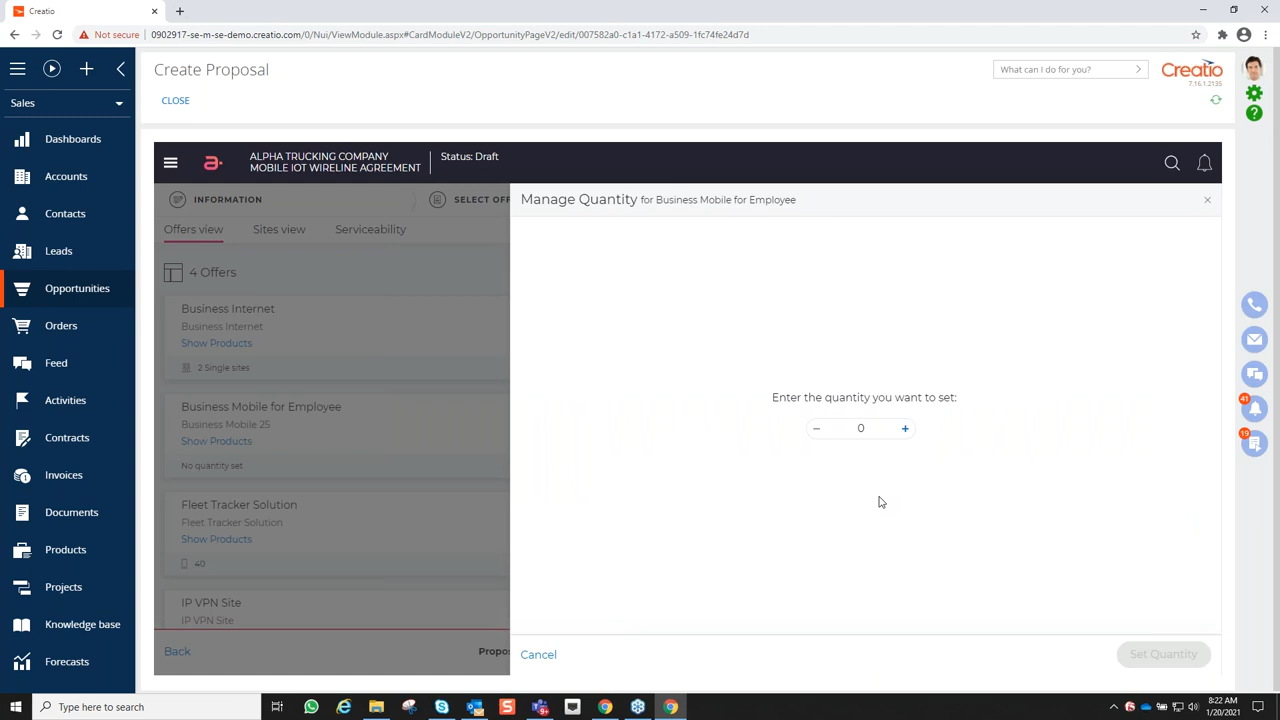 Creatio
Not secure 0902917-se-m-se-demo.creatio.com/0/Nui/ViewModule.aspx#CardModuleV2/OpportunityPageV2/edit/007582a0-c1a1-4172-a509-1fc74fe24d7d
Create Proposal
What can I do for you?
Creatio
7.16.1.2135
CLOSE
Sales
Dashboards
Accounts
Contacts
Leads
Opportunities
Orders
Feed
Activities
Contracts
Invoices
Documents
Products
Projects
Knowledge base
Forecasts
ALPHA TRUCKING COMPANY
MOBILE IOT WIRELINE AGREEMENT
Status: Draft
INFORMATION
SELECT OF
Offers view Sites view Serviceability
4 Offers
Business Internet
Business Internet
Show Products
2 Single sites
Business Mobile for Employee
Business Mobile 25
Show Products
No quantity set
Fleet Tracker Solution
Fleet Tracker Solution
Show Products
40
IP VPN Site
IP VPN Site
Back
Propo
Manage Quantity for Business Mobile for Employee
Enter the quantity you want to set:
− 0 +
Cancel
Set Quantity
41
19
Type here to search
8:22 AM
1/20/2021